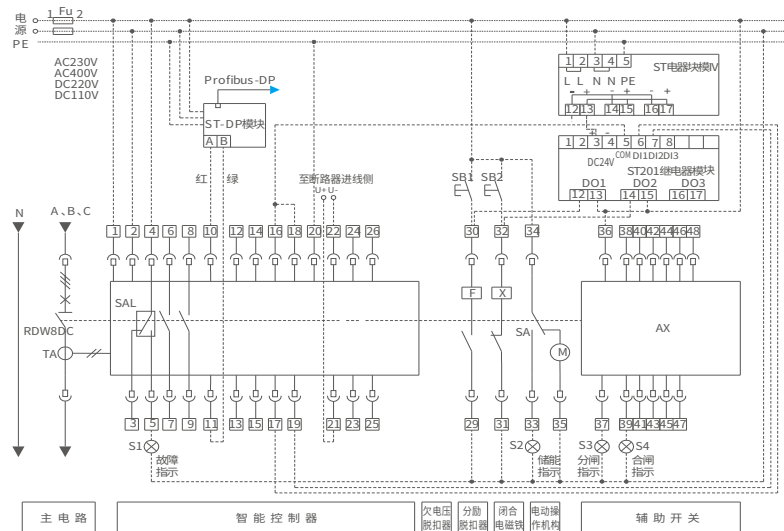 电源
1 Fu 2
PE
AC230V
AC400V
DC220V
DC110V
Profibus-DP
ST-DP模块
A B
红 绿
至断路器进线侧
U+ U-
1 2 3 4 5
ST电器块模IV
L L N N PE
- + - + - +
12 13 14 15 16 17
+ -
1 2 3 4 5 6 7 8
DC24V COM DI1 DI2 DI3
ST201继电器模块
DO1 DO2 DO3
12 13 14 15 16 17
SB1 SB2
N A、B、C
1 2 4 6 8 10 12 14 16 18 20 22 24 26 30 32 34 36 38 40 42 44 46 48
F X
SAL
RDW8DC
SA
AX
TA
M
3 5 7 9 11 13 15 17 19 21 23 25 29 31 33 35 37 39 41 43 45 47
S1 S2 S3 S4
故障指示
储能指示
分闸指示
合闸指示
主电路
智能控制器
欠电压脱扣器
分励脱扣器
闭合电磁铁
电动操作机构
辅助开关